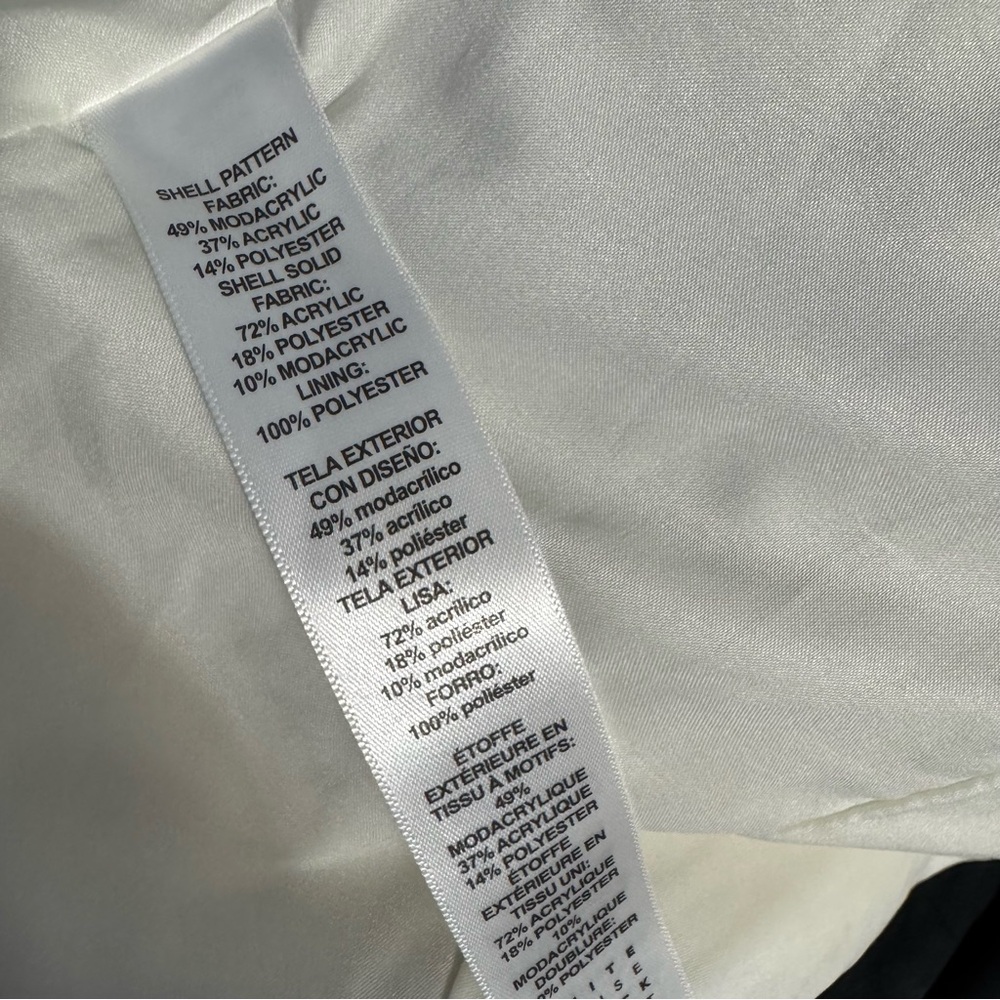 SHELL PATTERN
FABRIC:
49% MODACRYLIC
37% ACRYLIC
14% POLYESTER
SHELL SOLID
FABRIC:
72% ACRYLIC
18% POLYESTER
10% MODACRYLIC
LINING:
100% POLYESTER
TELA EXTERIOR
CON DISEÑO:
49% modacrílico
37% acrílico
14% poliéster
TELA EXTERIOR
LISA:
72% acrílico
18% poliéster
10% modacrílico
FORRO:
100% poliéster
ÉTOFFE
EXTÉRIEURE EN
TISSU À MOTIFS:
49%
MODACRYLIQUE
37% ACRYLIQUE
14% POLYESTER
ÉTOFFE
EXTÉRIEURE EN
TISSU UNI:
72% ACRYLIQUE
18% POLYESTER
10%
MODACRYLIQUE
DOUBLURE:
POLYESTER